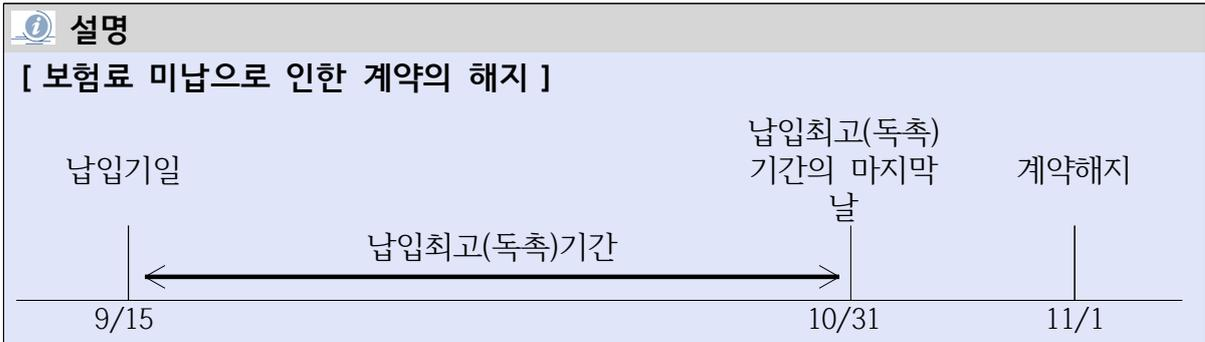 설명
[ 보험료 미납으로 인한 계약의 해지 ]
납입기일
납입최고(독촉)
기간의 마지막
날
계약해지
납입최고(독촉)기간
9/15
10/31
11/1